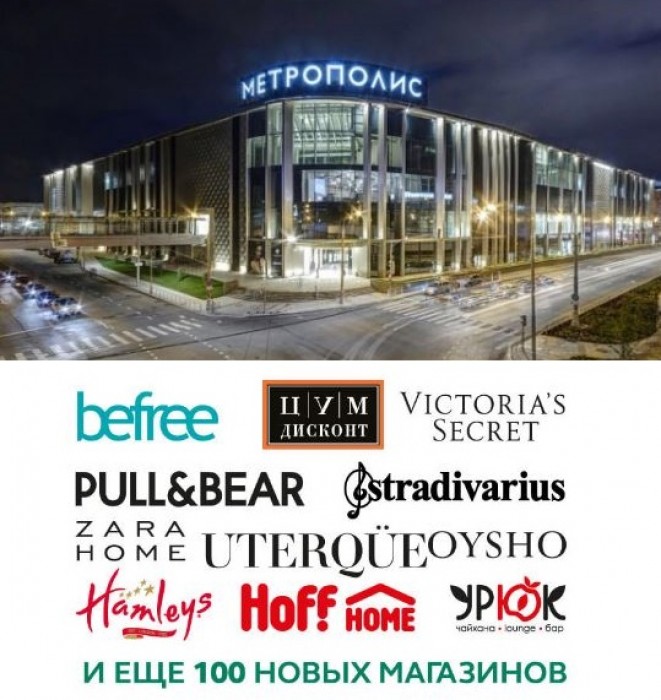 МЕТРОПОЛИС
befree
ЦУМ
ДИСКОНТ
VICTORIA'S
SECRET
PULL&BEAR
stradivarius
ZARA
HOME
UTERQÜE
OYSHO
Hamleys
Hoff HOME
УРЮК
чайхана • lounge • бар
И ЕЩЕ 100 НОВЫХ МАГАЗИНОВ